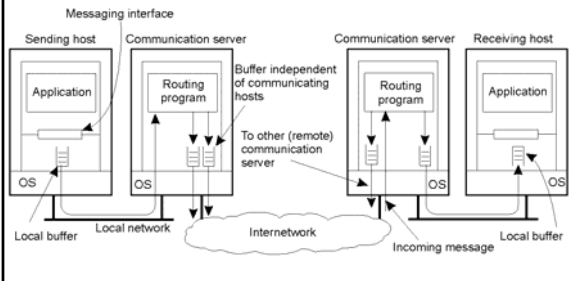 Messaging interface
Sending host
Communication server
Communication server
Receiving host
Application
Routing
program
Buffer independent
of communicating
hosts
Routing
program
Application
To other (remote)
communication
server
OS
OS
OS
OS
Local buffer
Local network
Internetwork
Incoming message
Local buffer